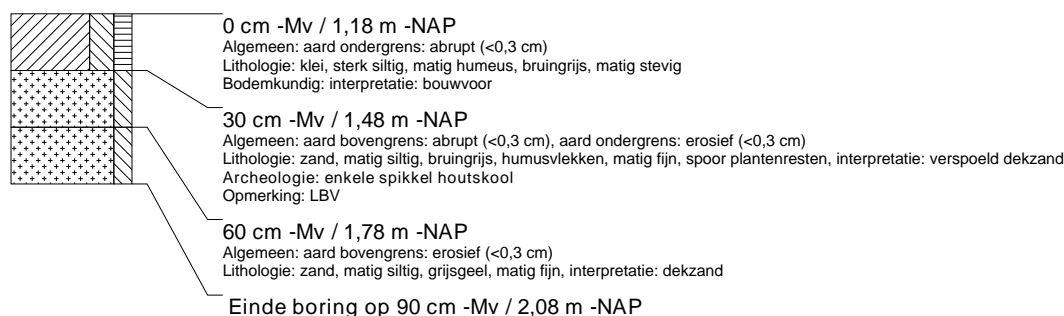 0 cm -Mv / 1,18 m -NAP
Algemeen: aard ondergrens: abrupt (<0,3 cm)
Lithologie: klei, sterk siltig, matig humeus, bruingrijs, matig stevig
Bodemkundig: interpretatie: bouwvoor
30 cm -Mv / 1,48 m -NAP
Algemeen: aard bovengrens: abrupt (<0,3 cm), aard ondergrens: erosief (<0,3 cm)
Lithologie: zand, matig siltig, bruingrijs, humusvlekken, matig fijn, spoor plantenresten, interpretatie: verspoeld dekzand
Archeologie: enkele spikkel houtskool
Opmerking: LBV
60 cm -Mv / 1,78 m -NAP
Algemeen: aard bovengrens: erosief (<0,3 cm)
Lithologie: zand, matig siltig, grijsgeel, matig fijn, interpretatie: dekzand
Einde boring op 90 cm -Mv / 2,08 m -NAP